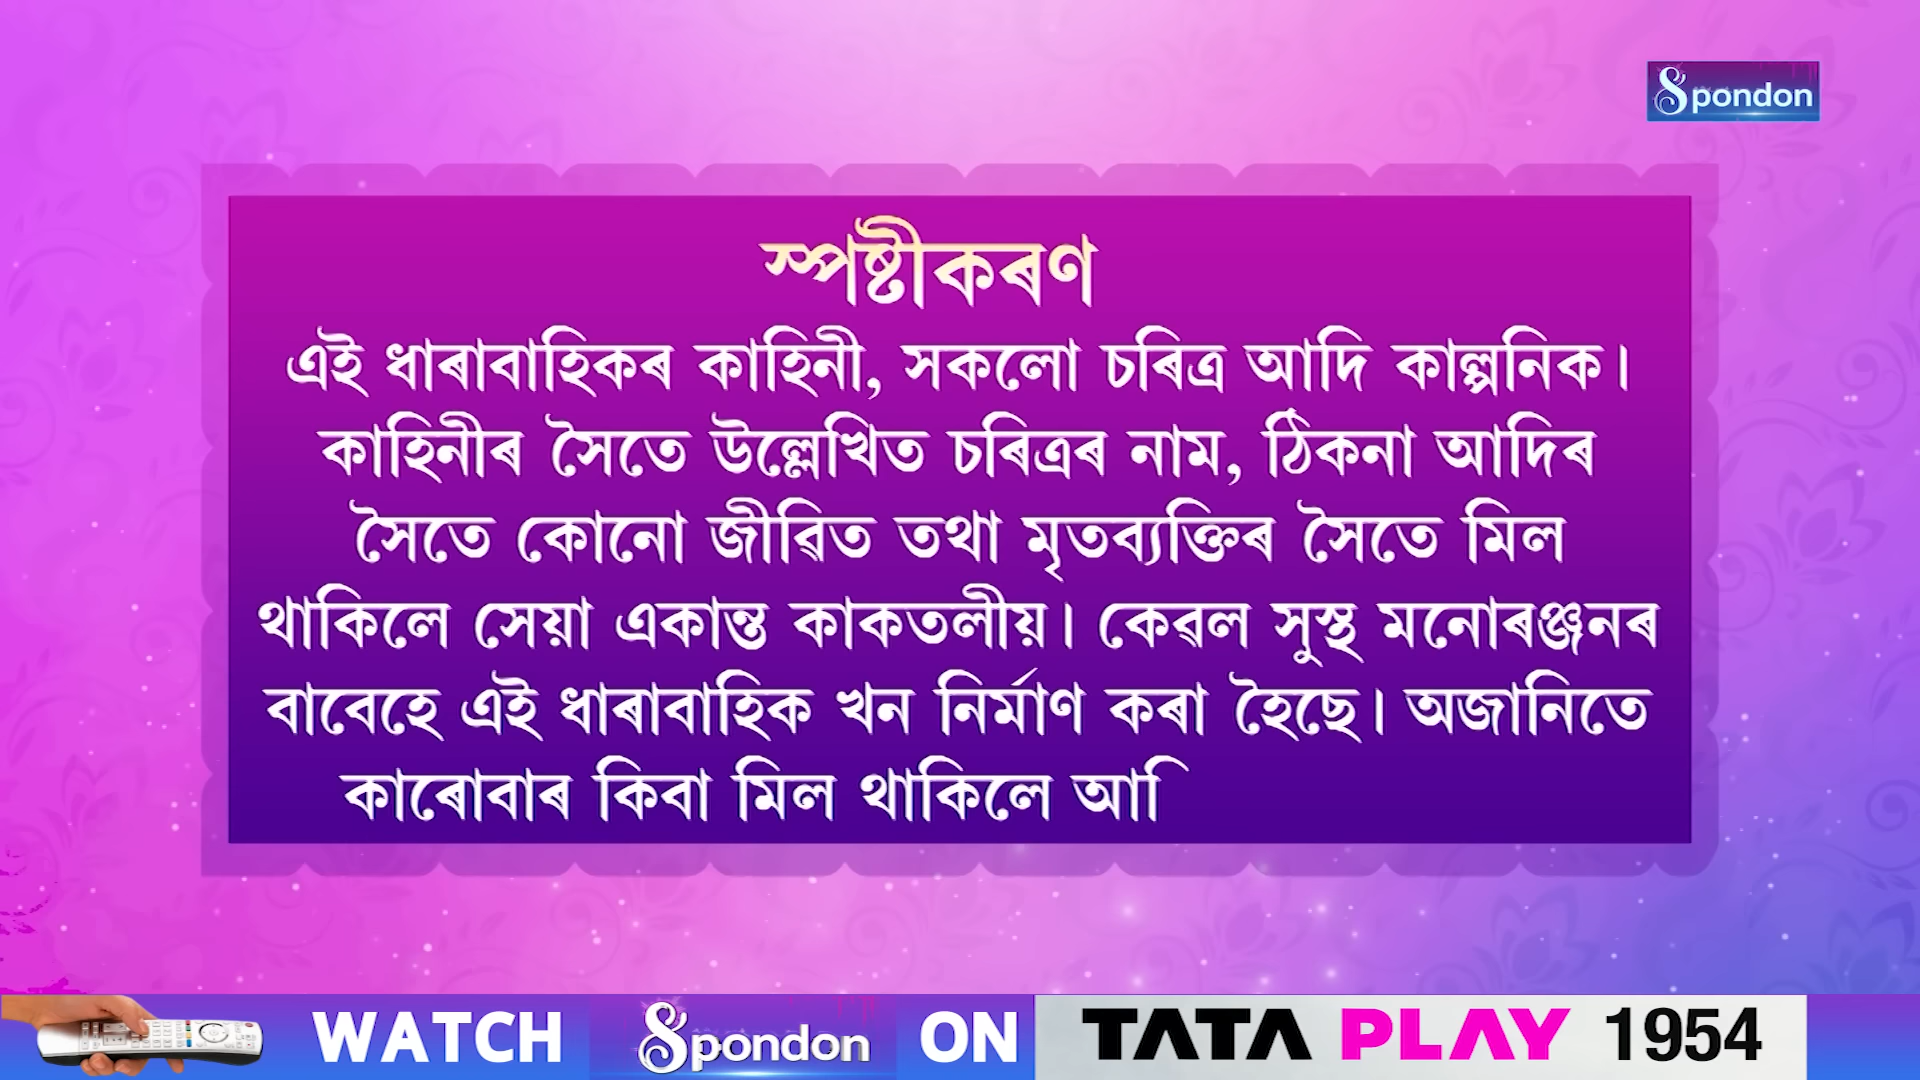 Spondon
স্পষ্টীকৰণ
এই ধাৰাবাহিকৰ কাহিনী, সকলো চৰিত্ৰ আদি কাল্পনিক।
কাহিনীৰ সৈতে উল্লেখিত চৰিত্ৰৰ নাম, ঠিকনা আদিৰ
সৈতে কোনো জীৱিত তথা মৃতব্যক্তিৰ সৈতে মিল
থাকিলে সেয়া একান্ত কাকতলীয়। কেৱল সুস্থ মনোৰঞ্জনৰ
বাবেহে এই ধাৰাবাহিক খন নিৰ্মাণ কৰা হৈছে। অজানিতে
কাৰোবাৰ কিবা মিল থাকিলে আি
WATCH Spondon ON TATA PLAY 1954